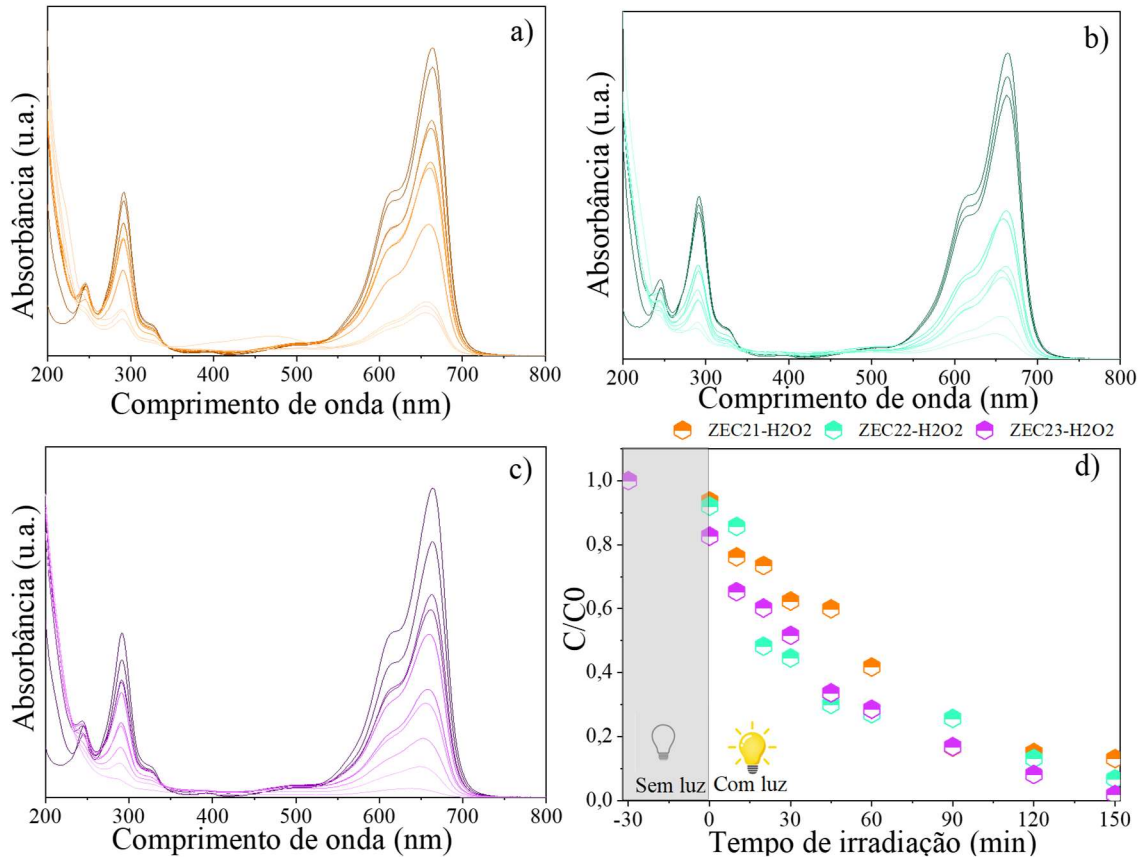 a)
Absorbância (u.a.)
200 300 400 500 600 700 800
Comprimento de onda (nm)
b)
Absorbância (u.a.)
200 300 400 500 600 700 800
Comprimento de onda (nm)
c)
Absorbância (u.a.)
200 300 400 500 600 700 800
Comprimento de onda (nm)
ZEC21-H2O2 ZEC22-H2O2 ZEC23-H2O2
d)
C/C0
1,0
0,8
0,6
0,4
0,2
0,0
Sem luz
Com luz
-30 0 30 60 90 120 150
Tempo de irradiação (min)